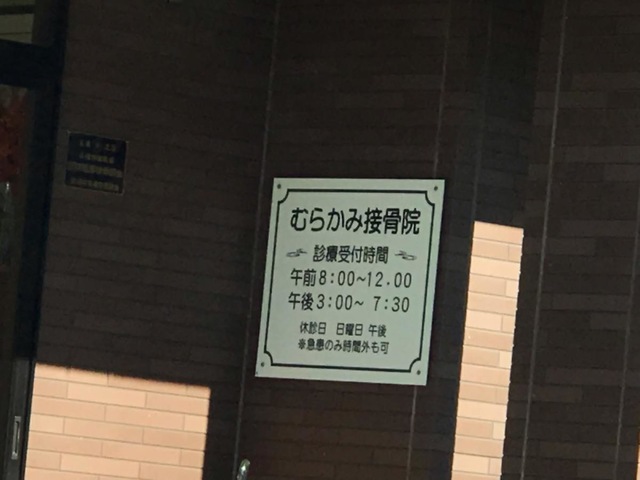 むらかみ接骨院
診療受付時間
午前8:00~12.00
午後3:00~ 7:30
休診日 日曜日 午後
※急患のみ時間外も可